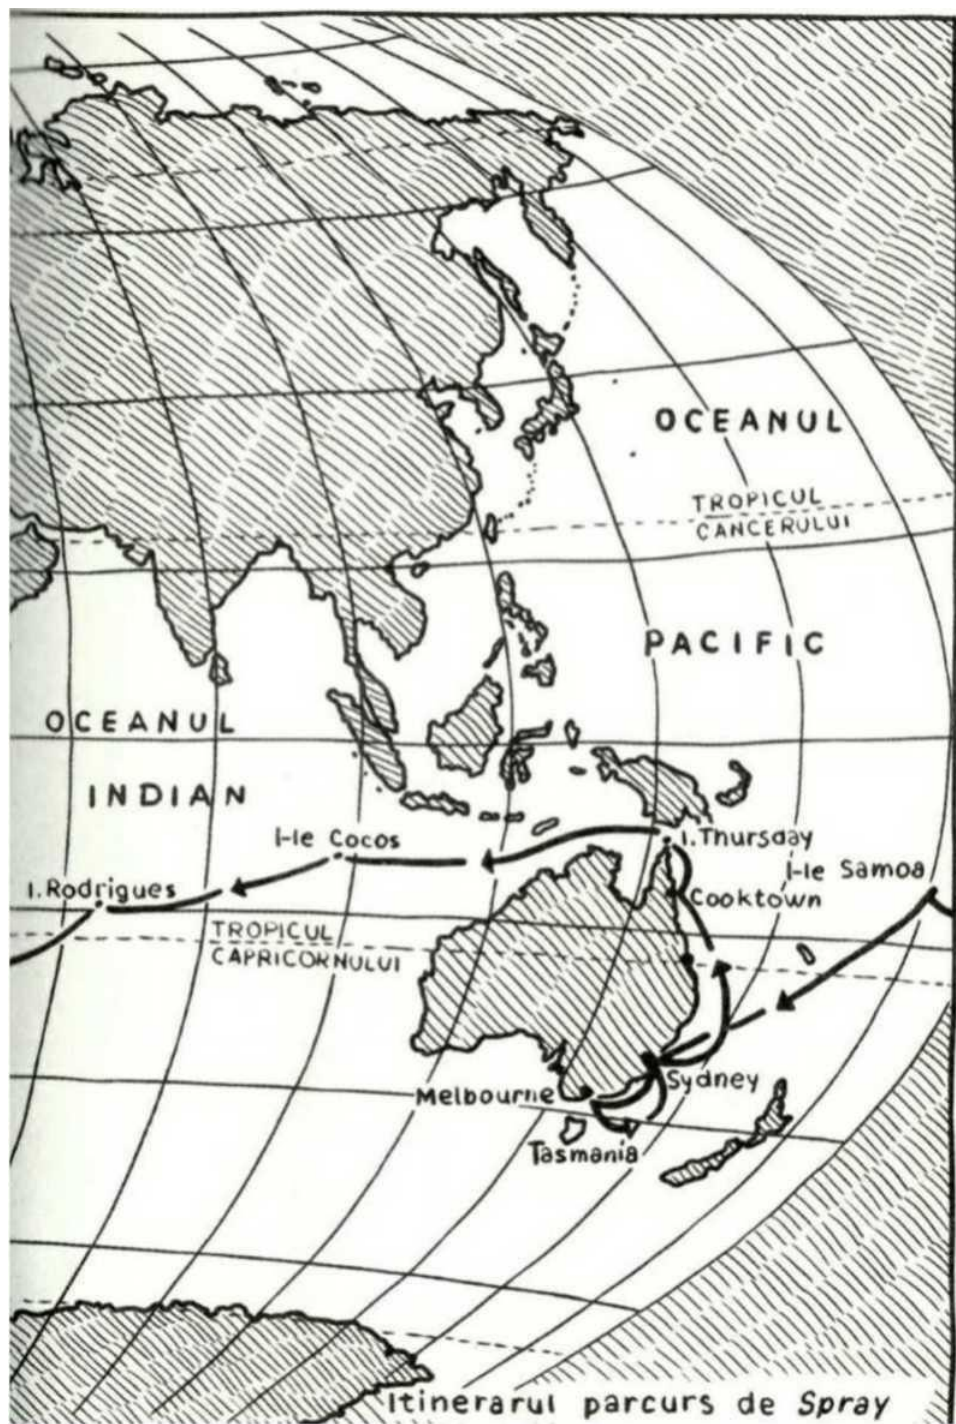 OCEANUL
TROPICUL
CANCERULUI
PACIFIC
OCEANUL
INDIAN
I. Thursday
I-le Cocos
I-le Samoa
I. Rodrigues
Cooktown
TROPICUL
CAPRICORNULUI
Sydney
Melbourne
Tasmania
Itinerarul parcurs de Spray